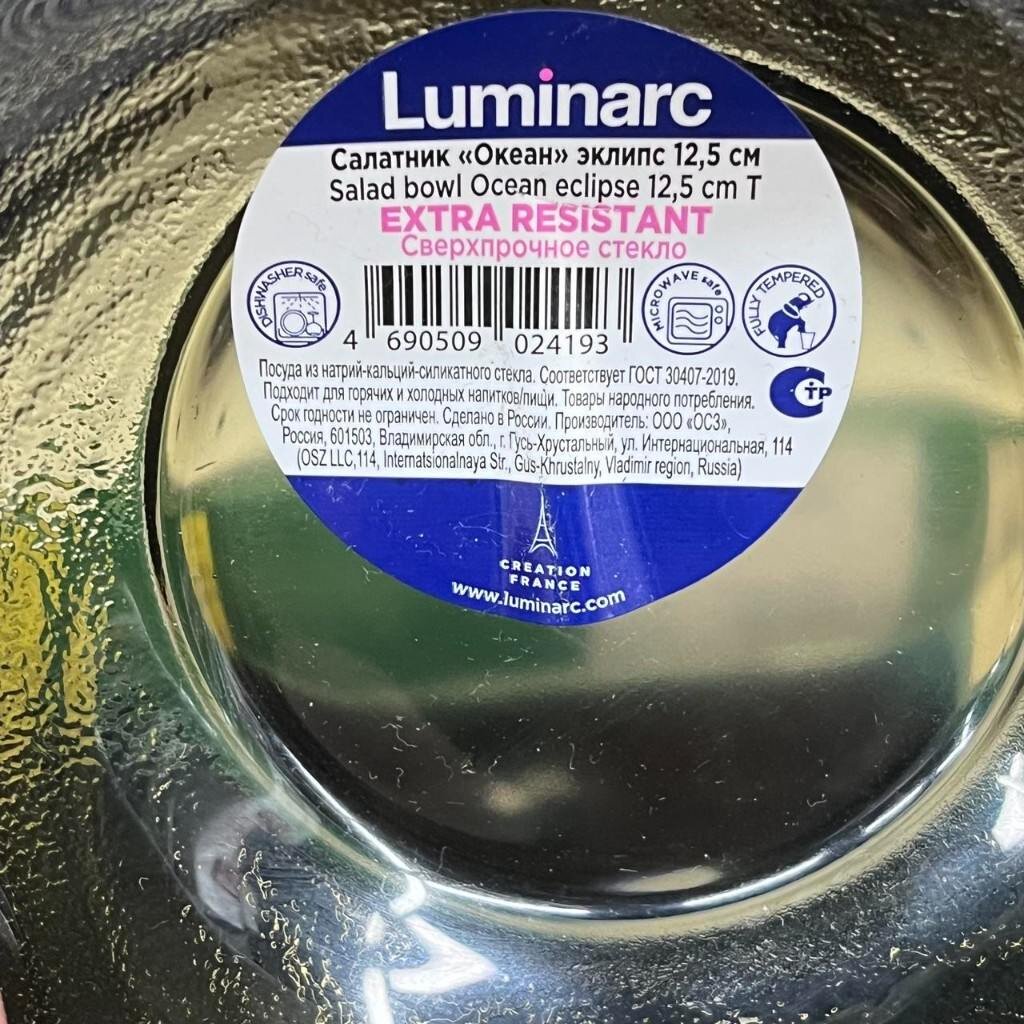 Luminarc
Салатник «Океан» эклипс 12,5 см
Salad bowl Ocean eclipse 12,5 cm T
EXTRA RESISTANT
Сверхпрочное стекло
DISHWASHER safe
4 690509 024193
MICROWAVE safe
FULLY TEMPERED
Посуда из натрий-кальций-силикатного стекла. Соответствует ГОСТ 30407-2019.
Подходит для горячих и холодных напитков/пищи. Товары народного потребления.
СТР
Срок годности не ограничен. Сделано в России. Производитель: ООО «ОСЗ»,
Россия, 601503, Владимирская обл., г. Гусь-Хрустальный, ул. Интернациональная, 114
(OSZ LLC,114, Internatsionalnaya Str., Gus-Khrustalny, Vladimir region, Russia)
CREATION
FRANCE
www.luminarc.com